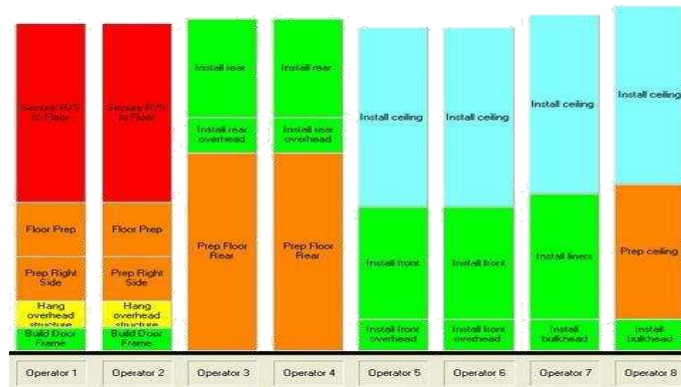 Secure R/S
to Floor
Floor Prep
Prep Right
Side
Hang
overhead
structure
Build Door
Frame
Operator 1
Secure R/S
to Floor
Floor Prep
Prep Right
Side
Hang
overhead
structure
Build Door
Frame
Operator 2
Install rear
Install rear
overhead
Prep Floor
Rear
Operator 3
Install rear
Install rear
overhead
Prep Floor
Rear
Operator 4
Install ceiling
Install front
Install front
overhead
Operator 5
Install ceiling
Install front
Install front
overhead
Operator 6
Install ceiling
Install liners
Install
bulkhead
Operator 7
Install ceiling
Prep ceiling
Install
bulkhead
Operator 8